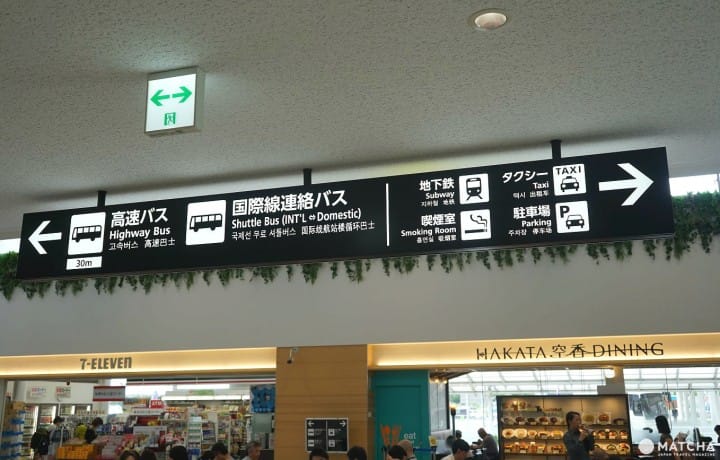 高速バス
Highway Bus
고속버스 高速巴士
30m
国際線連絡バス
Shuttle Bus (INT'L ⇔ Domestic)
국제선 무료 셔틀버스 国际线航站楼循环巴士
地下鉄
Subway
지하철 地铁
喫煙室
Smoking Room
흡연실 吸烟室
タクシー
Taxi
택시 出租车
TAXI
駐車場
Parking
주차장 停车场
P
7-ELEVEN
HAKATA 空香 DINING
ATM
eat
MATCHA
JAPAN TRAVEL MAGAZINE